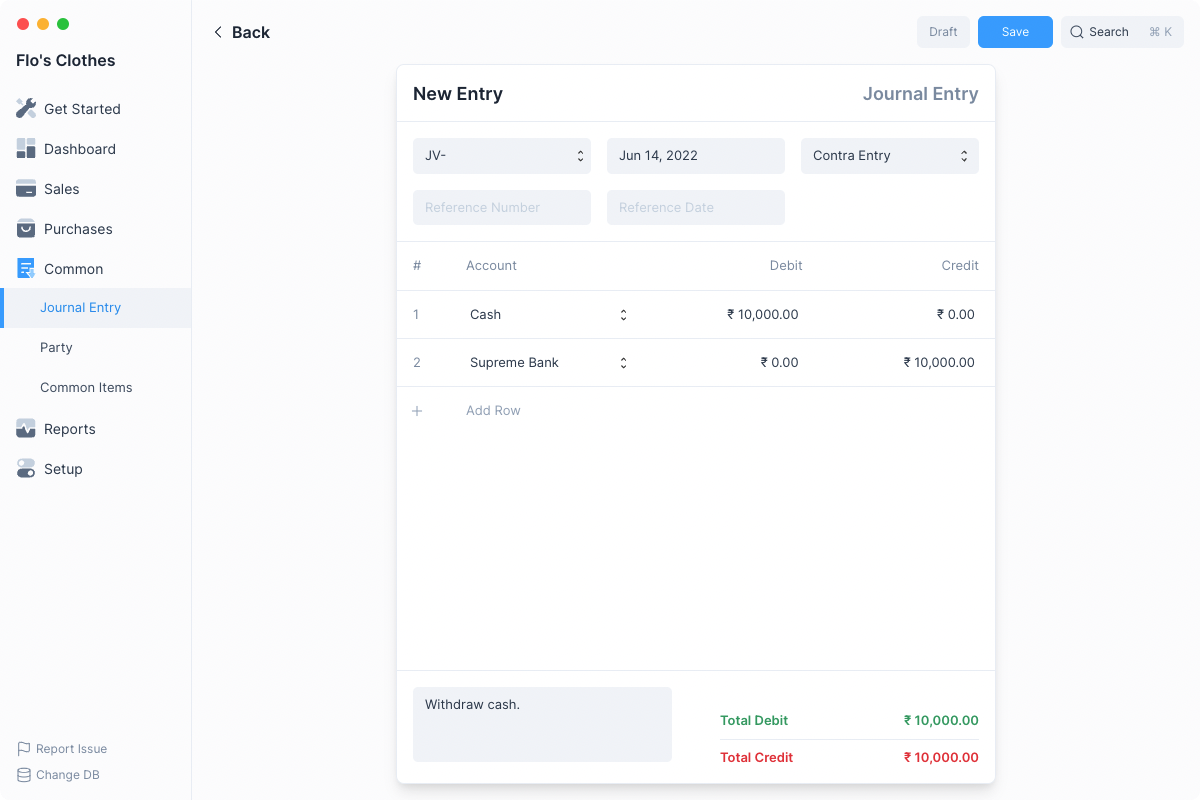 Flo's Clothes
Get Started
Dashboard
Sales
Purchases
Common
Journal Entry
Party
Common Items
Reports
Setup
Report Issue
Change DB
Back
Draft
Save
Search ⌘ K
New Entry Journal Entry
JV- Jun 14, 2022 Contra Entry
Reference Number Reference Date
# Account Debit Credit
1 Cash ₹ 10,000.00 ₹ 0.00
2 Supreme Bank ₹ 0.00 ₹ 10,000.00
+ Add Row
Withdraw cash.
Total Debit ₹ 10,000.00
Total Credit ₹ 10,000.00